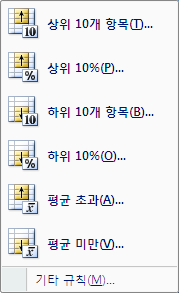 상위 10개 항목(T)...
상위 10%(P)...
하위 10개 항목(B)...
하위 10%(O)...
평균 초과(A)...
평균 미만(V)...
기타 규칙(M)...